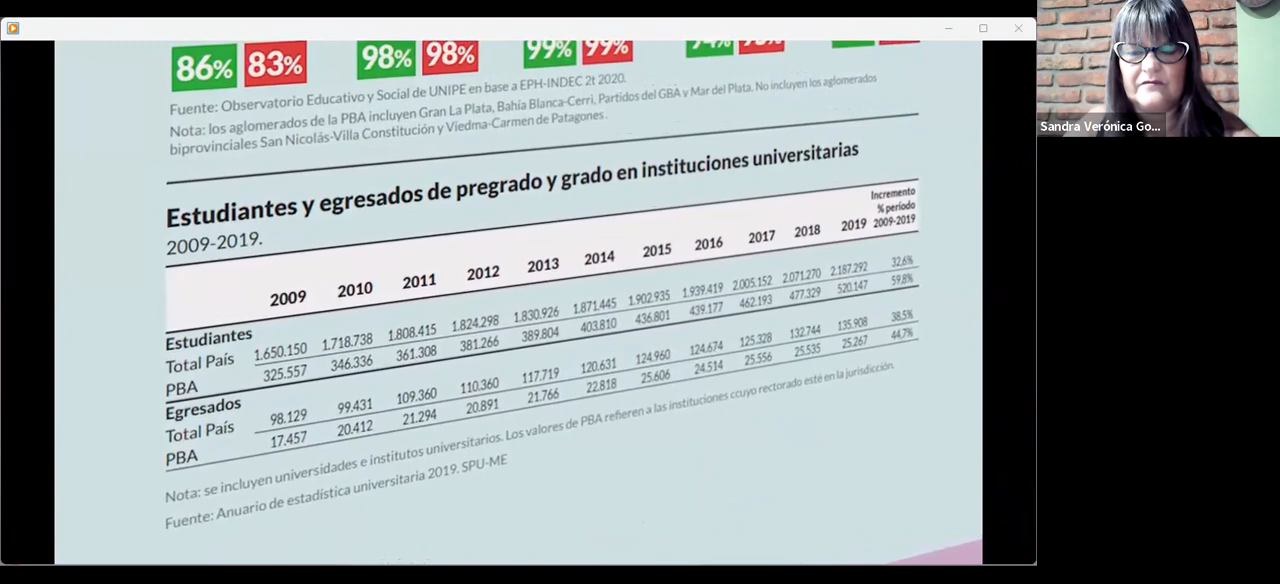 86% 83% 98% 98% 99% 99%
Fuente: Observatorio Educativo y Social de UNIPE en base a EPH-INDEC 2t 2020.
Nota: los aglomerados de la PBA incluyen Gran La Plata, Bahía Blanca-Cerri, Partidos del GBA y Mar del Plata. No incluyen los aglomerados
biprovinciales San Nicolás-Villa Constitución y Viedma-Carmen de Patagones.
Estudiantes y egresados de pregrado y grado en instituciones universitarias
2009-2019.
Incremento
% período
2009 2010 2011 2012 2013 2014 2015 2016 2017 2018 2019 2009-2019
Estudiantes
Total País 1.650.150 1.718.738 1.808.415 1.824.298 1.830.926 1.871.445 1.902.935 1.939.419 2.005.152 2.071.270 2.187.292 32.6%
PBA 325.557 346.336 361.308 381.266 389.804 403.810 436.801 439.177 462.193 477.329 520.147 59.8%
Egresados
Total País 98.129 99.431 109.360 110.360 117.719 120.631 124.960 124.674 125.328 132.744 135.908 38.5%
PBA 17.457 20.412 21.294 20.891 21.766 22.818 25.606 24.514 25.556 25.535 25.267 44.7%
Nota: se incluyen universidades e institutos universitarios. Los valores de PBA refieren a las instituciones ccuyo rectorado esté en la jurisdicción.
Fuente: Anuario de estadística universitaria 2019. SPU-ME
Sandra Verónica Go...